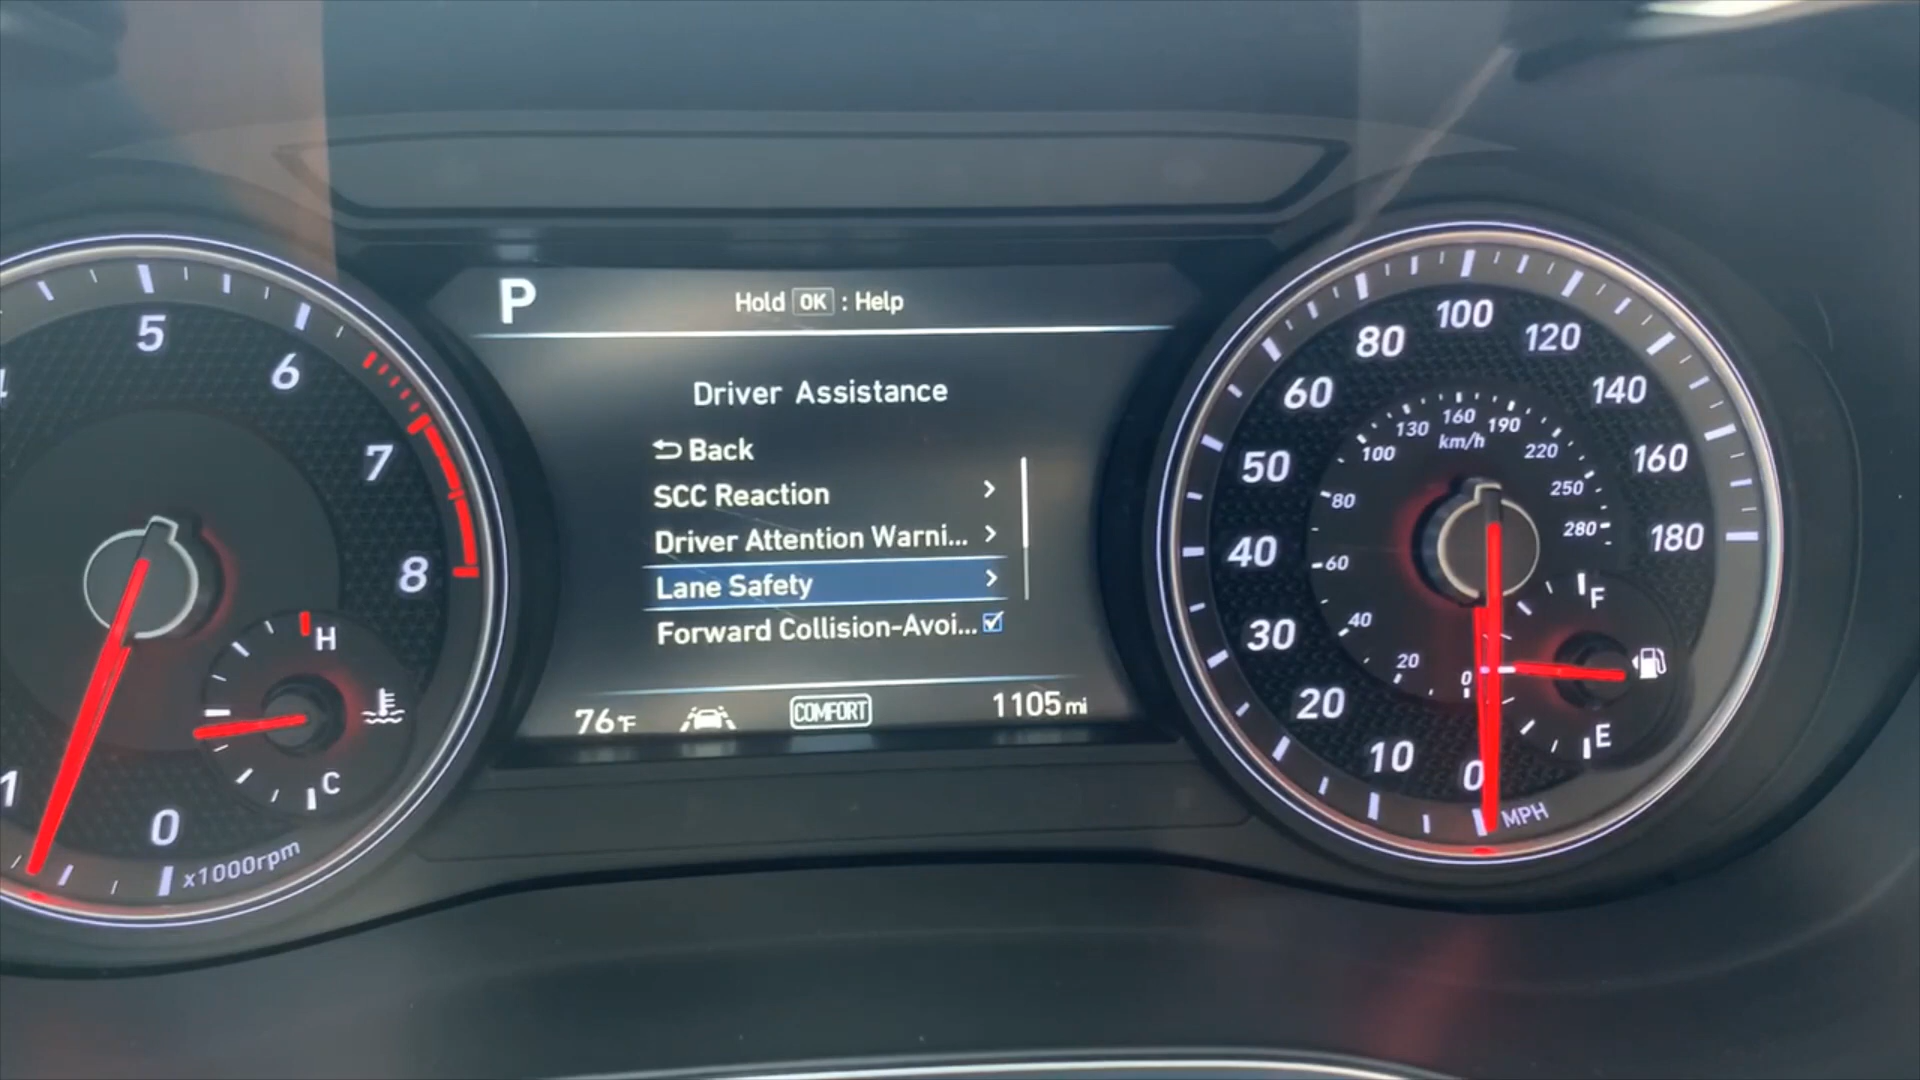 P
Hold OK : Help
Driver Assistance
Back
SCC Reaction
Driver Attention Warni...
Lane Safety
Forward Collision-Avoi...
76°F
COMFORT
1105 mi
0
1
5
6
7
8
x1000rpm
H
C
0
10
20
30
40
50
60
80
100
120
140
160
180
MPH
0
20
40
60
80
100
130
160
190
220
250
280
km/h
F
E